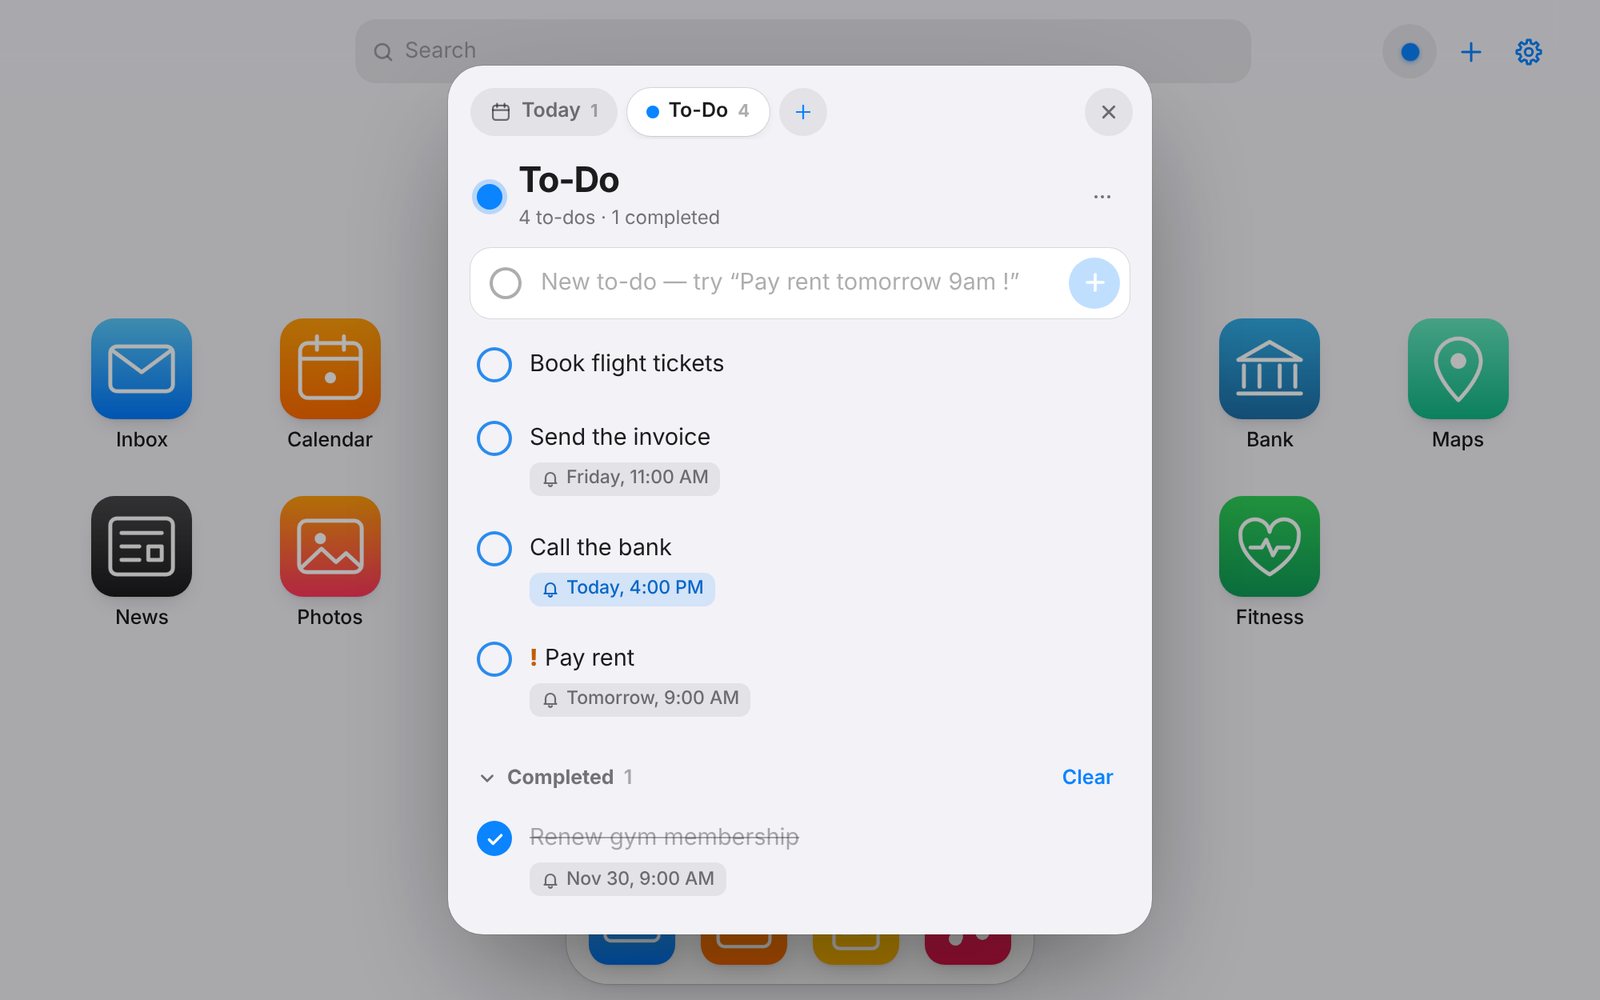 Search
Today 1
To-Do 4
To-Do
4 to-dos · 1 completed
New to-do — try “Pay rent tomorrow 9am !”
Book flight tickets
Send the invoice
Friday, 11:00 AM
Call the bank
Today, 4:00 PM
! Pay rent
Tomorrow, 9:00 AM
Completed 1
Clear
Renew gym membership
Nov 30, 9:00 AM
Inbox
Calendar
Bank
Maps
News
Photos
Fitness